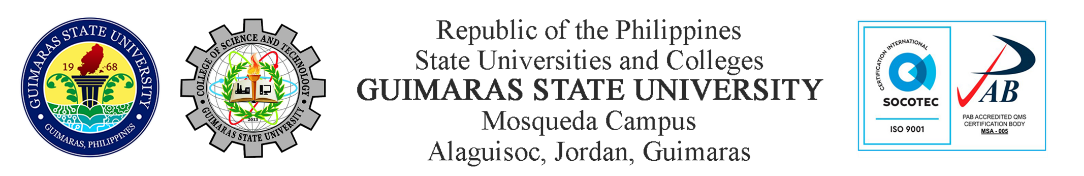 GUIMARAS STATE UNIVERSITY
19 68
GUIMARAS, PHILIPPINES
COLLEGE OF SCIENCE AND TECHNOLOGY
GUIMARAS STATE UNIVERSITY
Republic of the Philippines
State Universities and Colleges
GUIMARAS STATE UNIVERSITY
Mosqueda Campus
Alaguisoc, Jordan, Guimaras
CERTIFICATION INTERNATIONAL
SOCOTEC
ISO 9001
PAB
PAB ACCREDITED QMS
CERTIFICATION BODY
MSA - 005